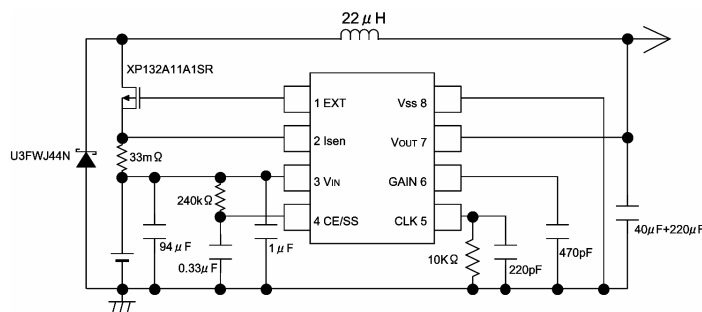 22μH
XP132A11A1SR
1 EXT
Vss 8
2 Isen
VOUT 7
U3FWJ44N
33mΩ
3 VIN
GAIN 6
240kΩ
4 CE/SS
CLK 5
94μF
0.33μF
1μF
10KΩ
220pF
470pF
40μF+220μF